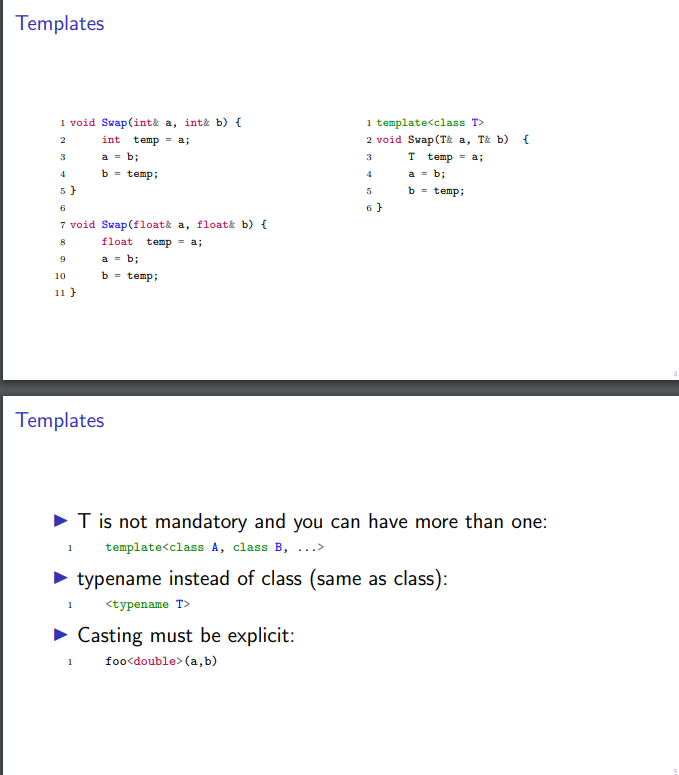 Templates
1 void Swap(int& a, int& b) {
2 int temp = a;
3 a = b;
4 b = temp;
5 }
6
7 void Swap(float& a, float& b) {
8 float temp = a;
9 a = b;
10 b = temp;
11 }
1 template<class T>
2 void Swap(T& a, T& b) {
3 T temp = a;
4 a = b;
5 b = temp;
6 }
4
Templates
▶ T is not mandatory and you can have more than one:
1 template<class A, class B, ...>
▶ typename instead of class (same as class):
1 <typename T>
▶ Casting must be explicit:
1 foo<double>(a,b)
5